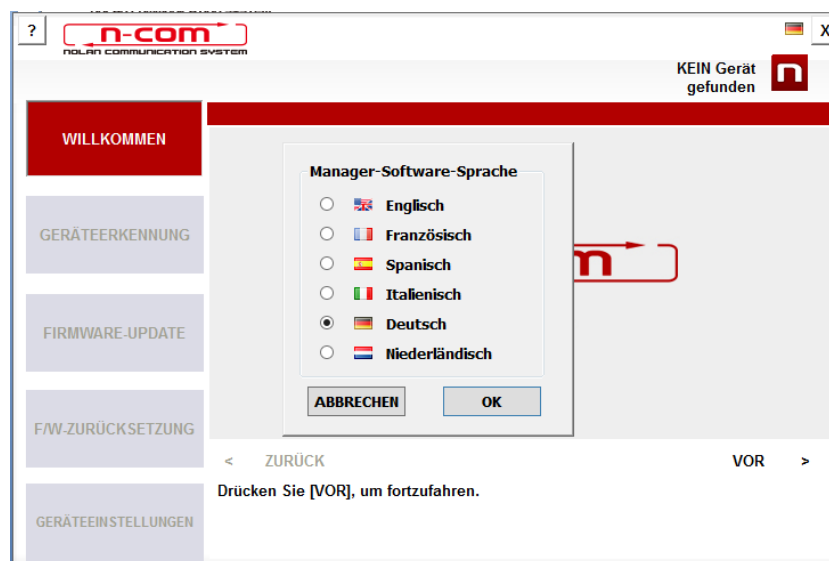 ?
n-com
NOLAN COMMUNICATION SYSTEM
X
KEIN Gerät
gefunden
n
WILLKOMMEN
GERÄTEERKENNUNG
FIRMWARE-UPDATE
F/W-ZURÜCKSETZUNG
GERÄTEEINSTELLUNGEN
Manager-Software-Sprache
Englisch
Französisch
Spanisch
Italienisch
Deutsch
Niederländisch
ABBRECHEN
OK
m
< ZURÜCK
VOR >
Drücken Sie [VOR], um fortzufahren.